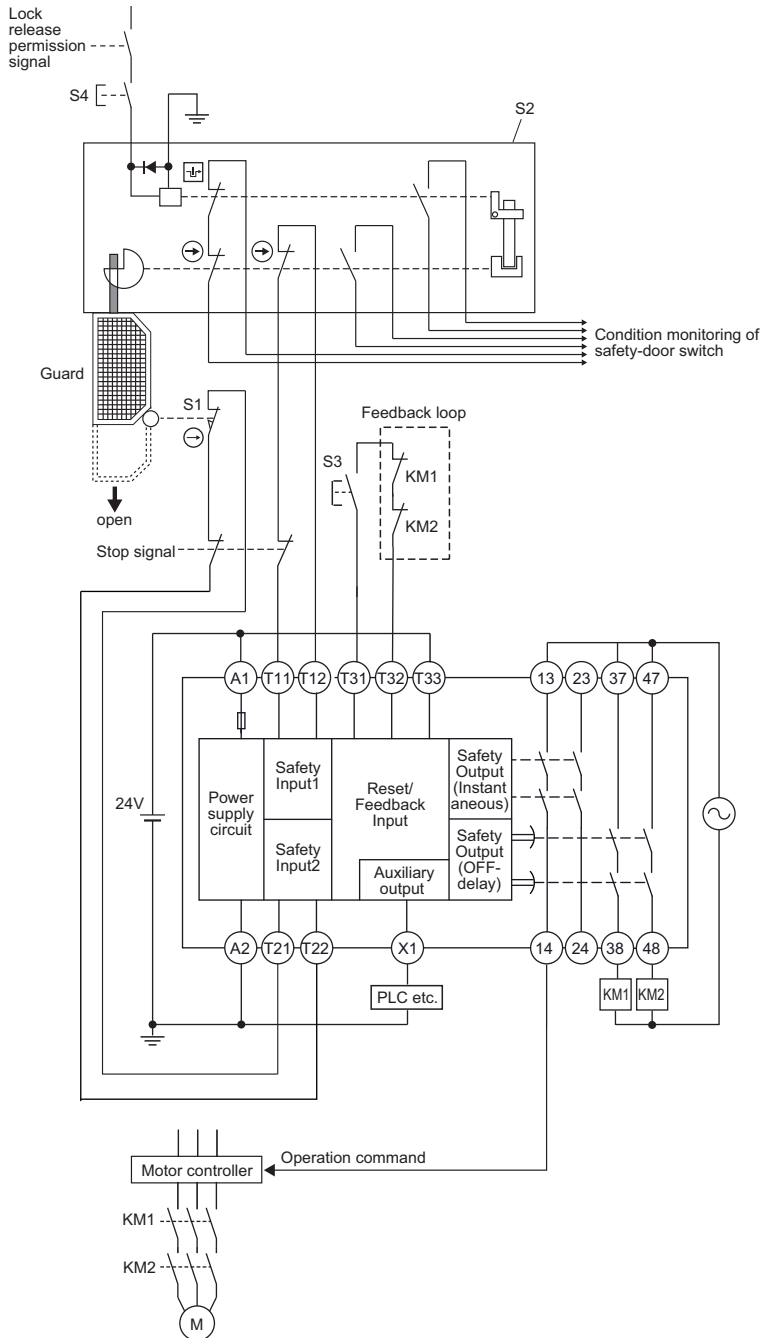 Lock
release
permission
signal
S4
S2
Guard
Condition monitoring of
safety-door switch
S1
open
Feedback loop
S3
KM1
KM2
Stop signal
A1
T11
T12
T31
T32
T33
13
23
37
47
24V
Power
supply
circuit
Safety
Input1
Safety
Input2
Reset/
Feedback
Input
Auxiliary
output
Safety
Output
(Instant
aneous)
Safety
Output
(OFF-
delay)
A2
T21
T22
X1
14
24
38
48
PLC etc.
KM1
KM2
Operation command
Motor controller
KM1
KM2
M